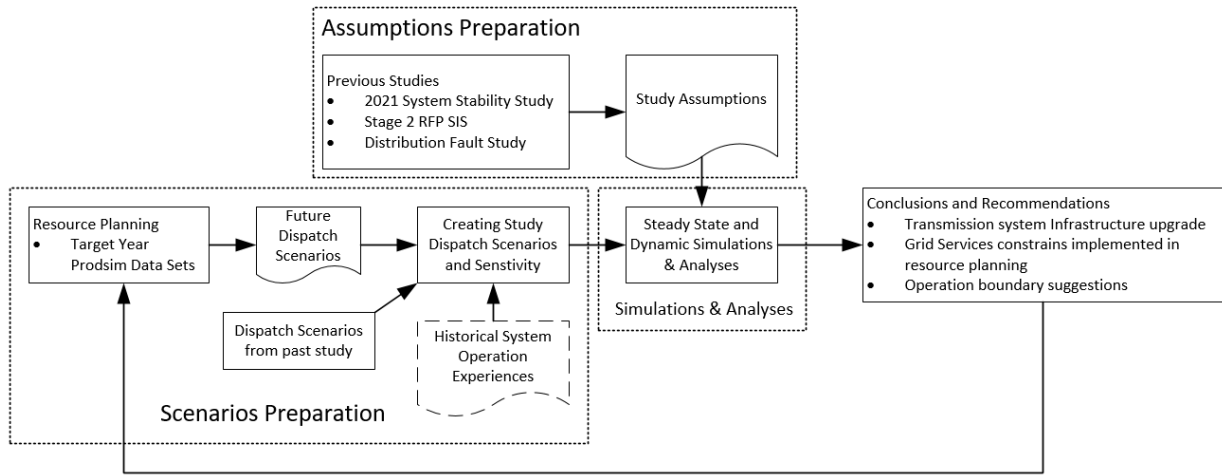 Assumptions Preparation
Previous Studies
• 2021 System Stability Study
• Stage 2 RFP SIS
• Distribution Fault Study
Study Assumptions
Resource Planning
• Target Year
Prodsim Data Sets
Future
Dispatch
Scenarios
Creating Study
Dispatch Scenarios
and Senstivity
Steady State and
Dynamic Simulations
& Analyses
Simulations & Analyses
Conclusions and Recommendations
• Transmission system Infrastructure upgrade
• Grid Services constrains implemented in
resource planning
• Operation boundary suggestions
Dispatch Scenarios
from past study
Historical System
Operation
Experiences
Scenarios Preparation